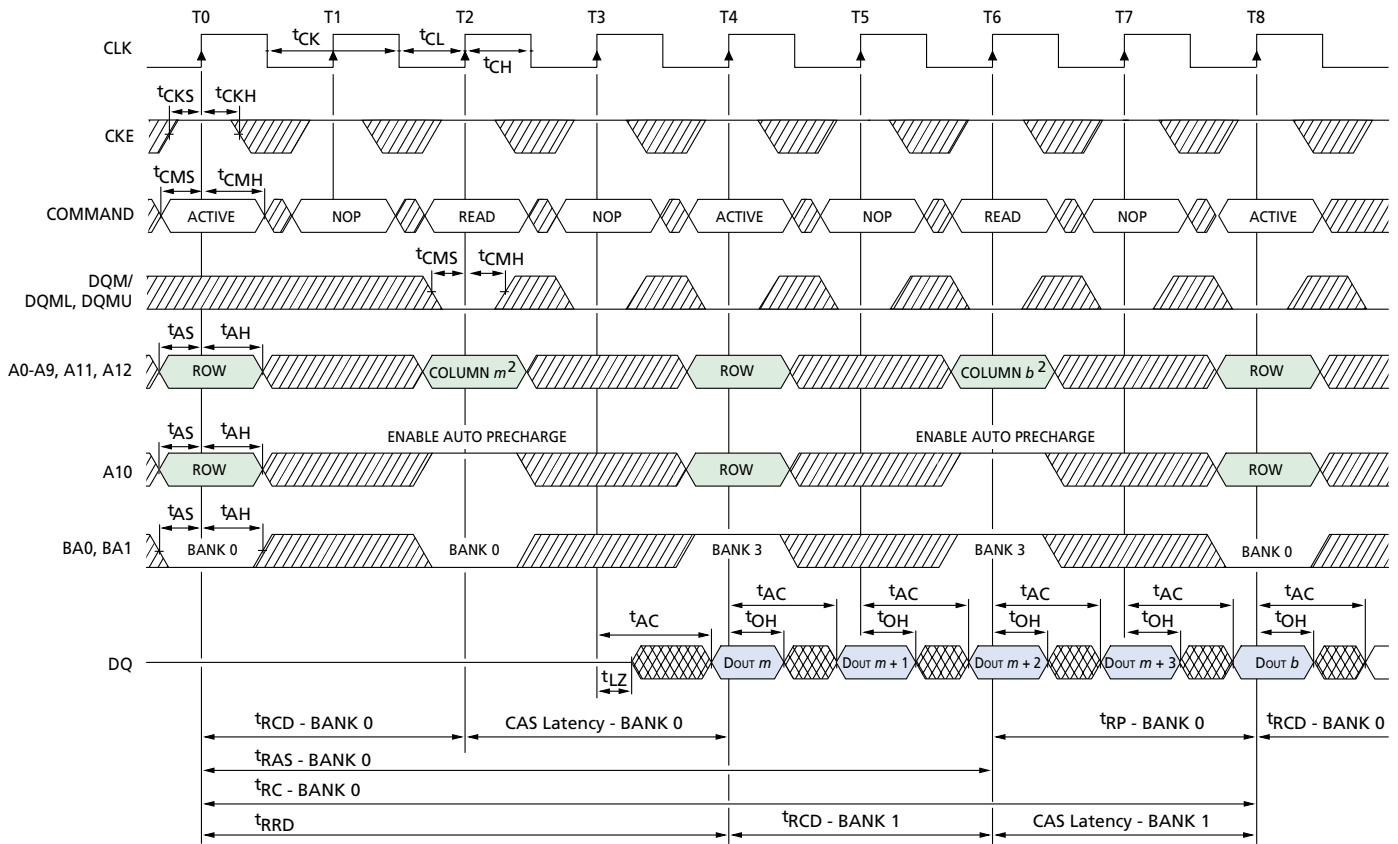 T0 T1 T2 T3 T4 T5 T6 T7 T8
CLK tCK tCL tCH
tCKS tCKH
CKE
tCMS tCMH
COMMAND ACTIVE NOP READ NOP ACTIVE NOP READ NOP ACTIVE
tCMS tCMH
DQM/
DQML, DQMU
tAS tAH
A0-A9, A11, A12 ROW COLUMN m2 ROW COLUMN b 2 ROW
tAS tAH ENABLE AUTO PRECHARGE ENABLE AUTO PRECHARGE
A10 ROW ROW ROW
tAS tAH
BA0, BA1 BANK 0 BANK 0 BANK 3 BANK 3 BANK 0
tAC tAC tAC tAC tAC tAC
tOH tOH tOH tOH tOH
DQ DOUT m DOUT m + 1 DOUT m + 2 DOUT m + 3 DOUT b
tLZ
tRCD - BANK 0 CAS Latency - BANK 0 tRP - BANK 0 tRCD - BANK 0
tRAS - BANK 0
tRC - BANK 0
tRRD tRCD - BANK 1 CAS Latency - BANK 1